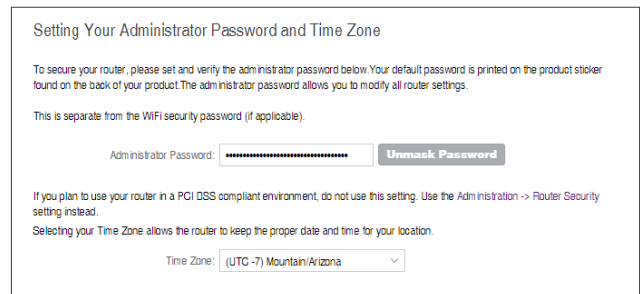 Setting Your Administrator Password and Time Zone
To secure your router, please set and verify the administrator password below.Your default password is printed on the product sticker
found on the back of your product.The administrator password allows you to modify all router settings.
This is separate from the WiFi security password (if applicable).
Administrator Password: •••••••••••••••••••••••••••••••••••• Unmask Password
If you plan to use your router in a PCI DSS compliant environment, do not use this setting. Use the Administration -> Router Security
setting instead.
Selecting your Time Zone allows the router to keep the proper date and time for your location.
Time Zone: (UTC -7) Mountain/Arizona